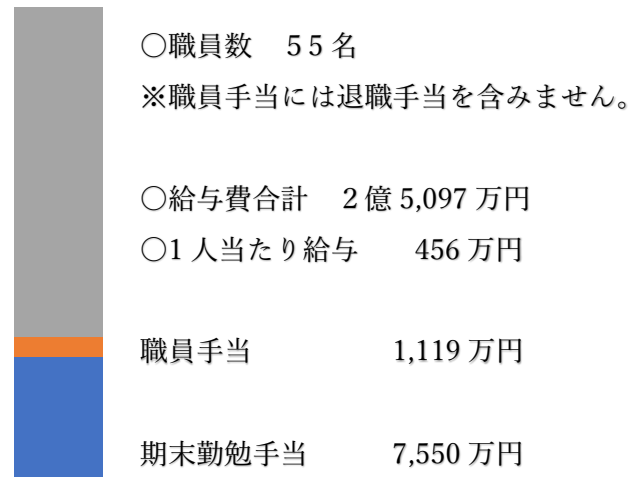 ○職員数　５５名
※職員手当には退職手当を含みません。
○給与費合計　２億 5,097 万円
○1 人当たり給与　　456 万円
職員手当　　　　　1,119 万円
期末勤勉手当　　　7,550 万円